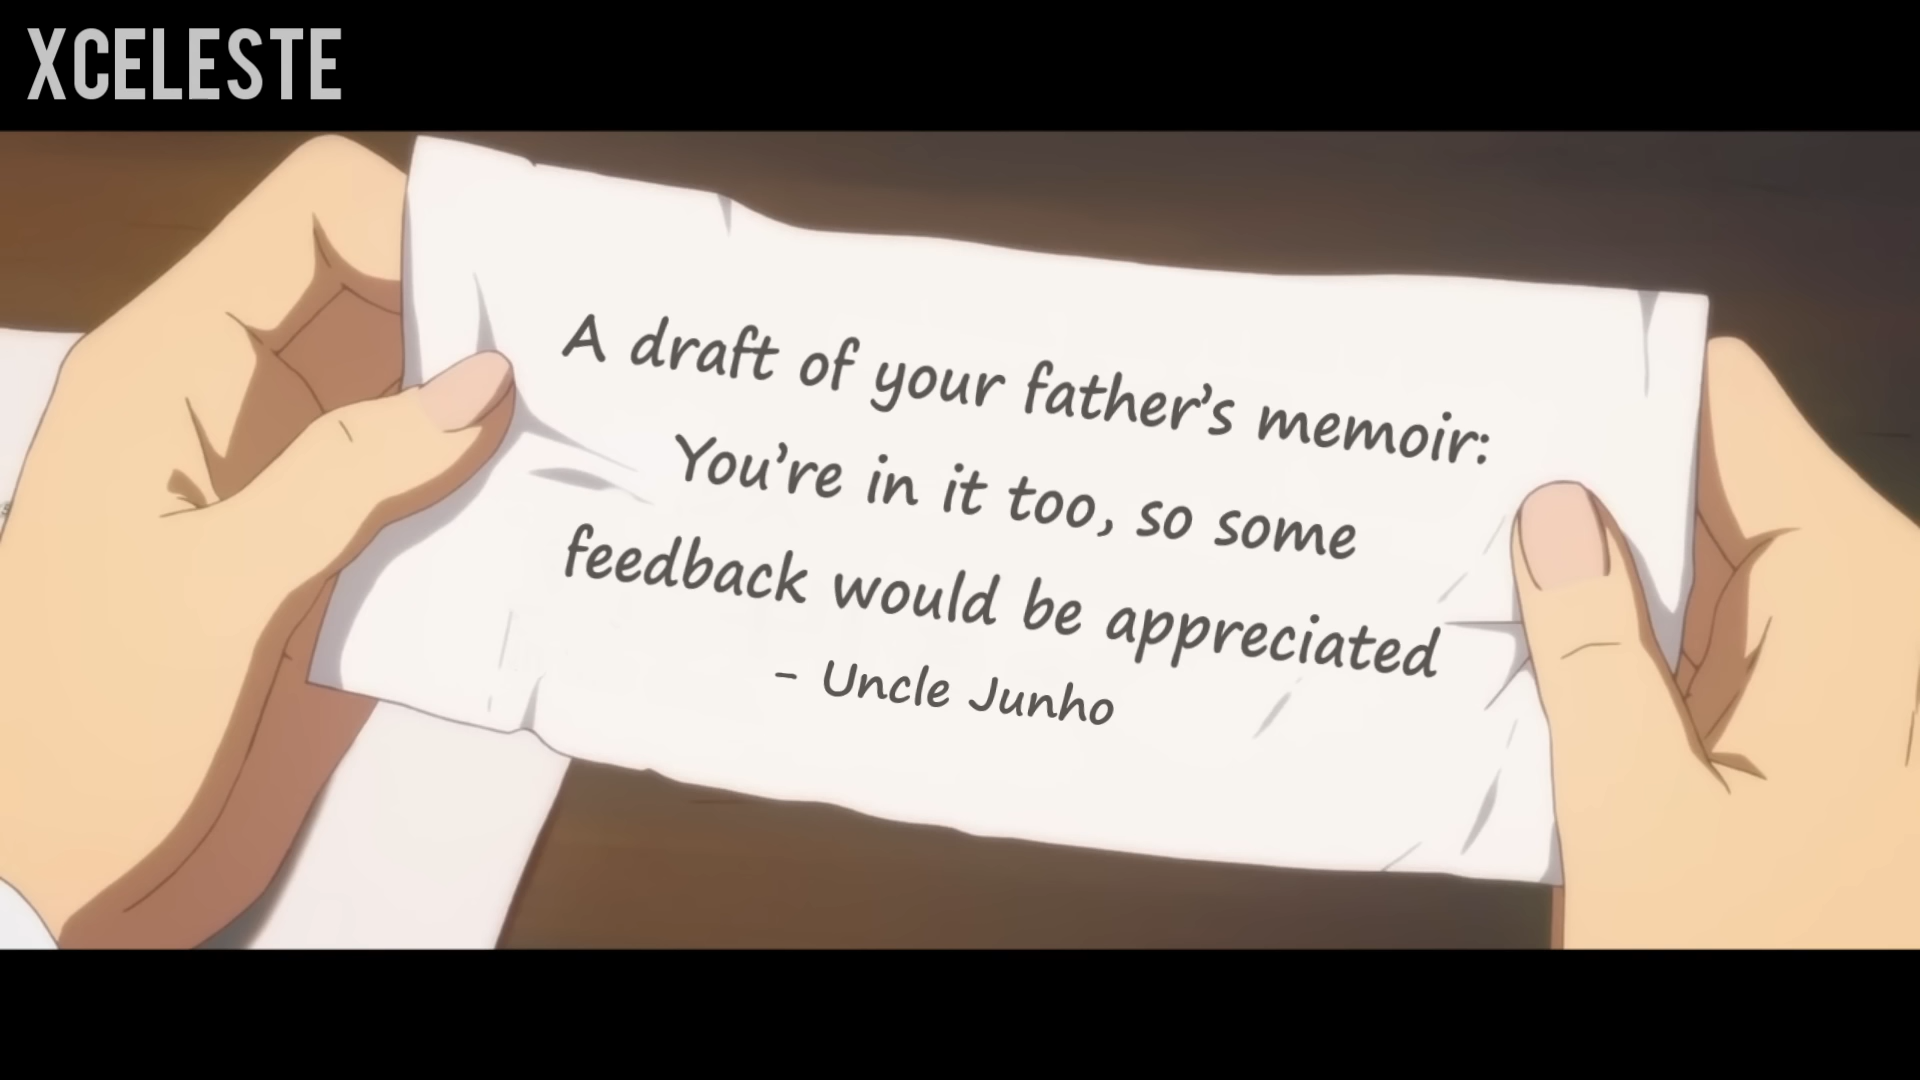 XCELESTE
A draft of your father's memoir:
You're in it too, so some
feedback would be appreciated
- Uncle Junho